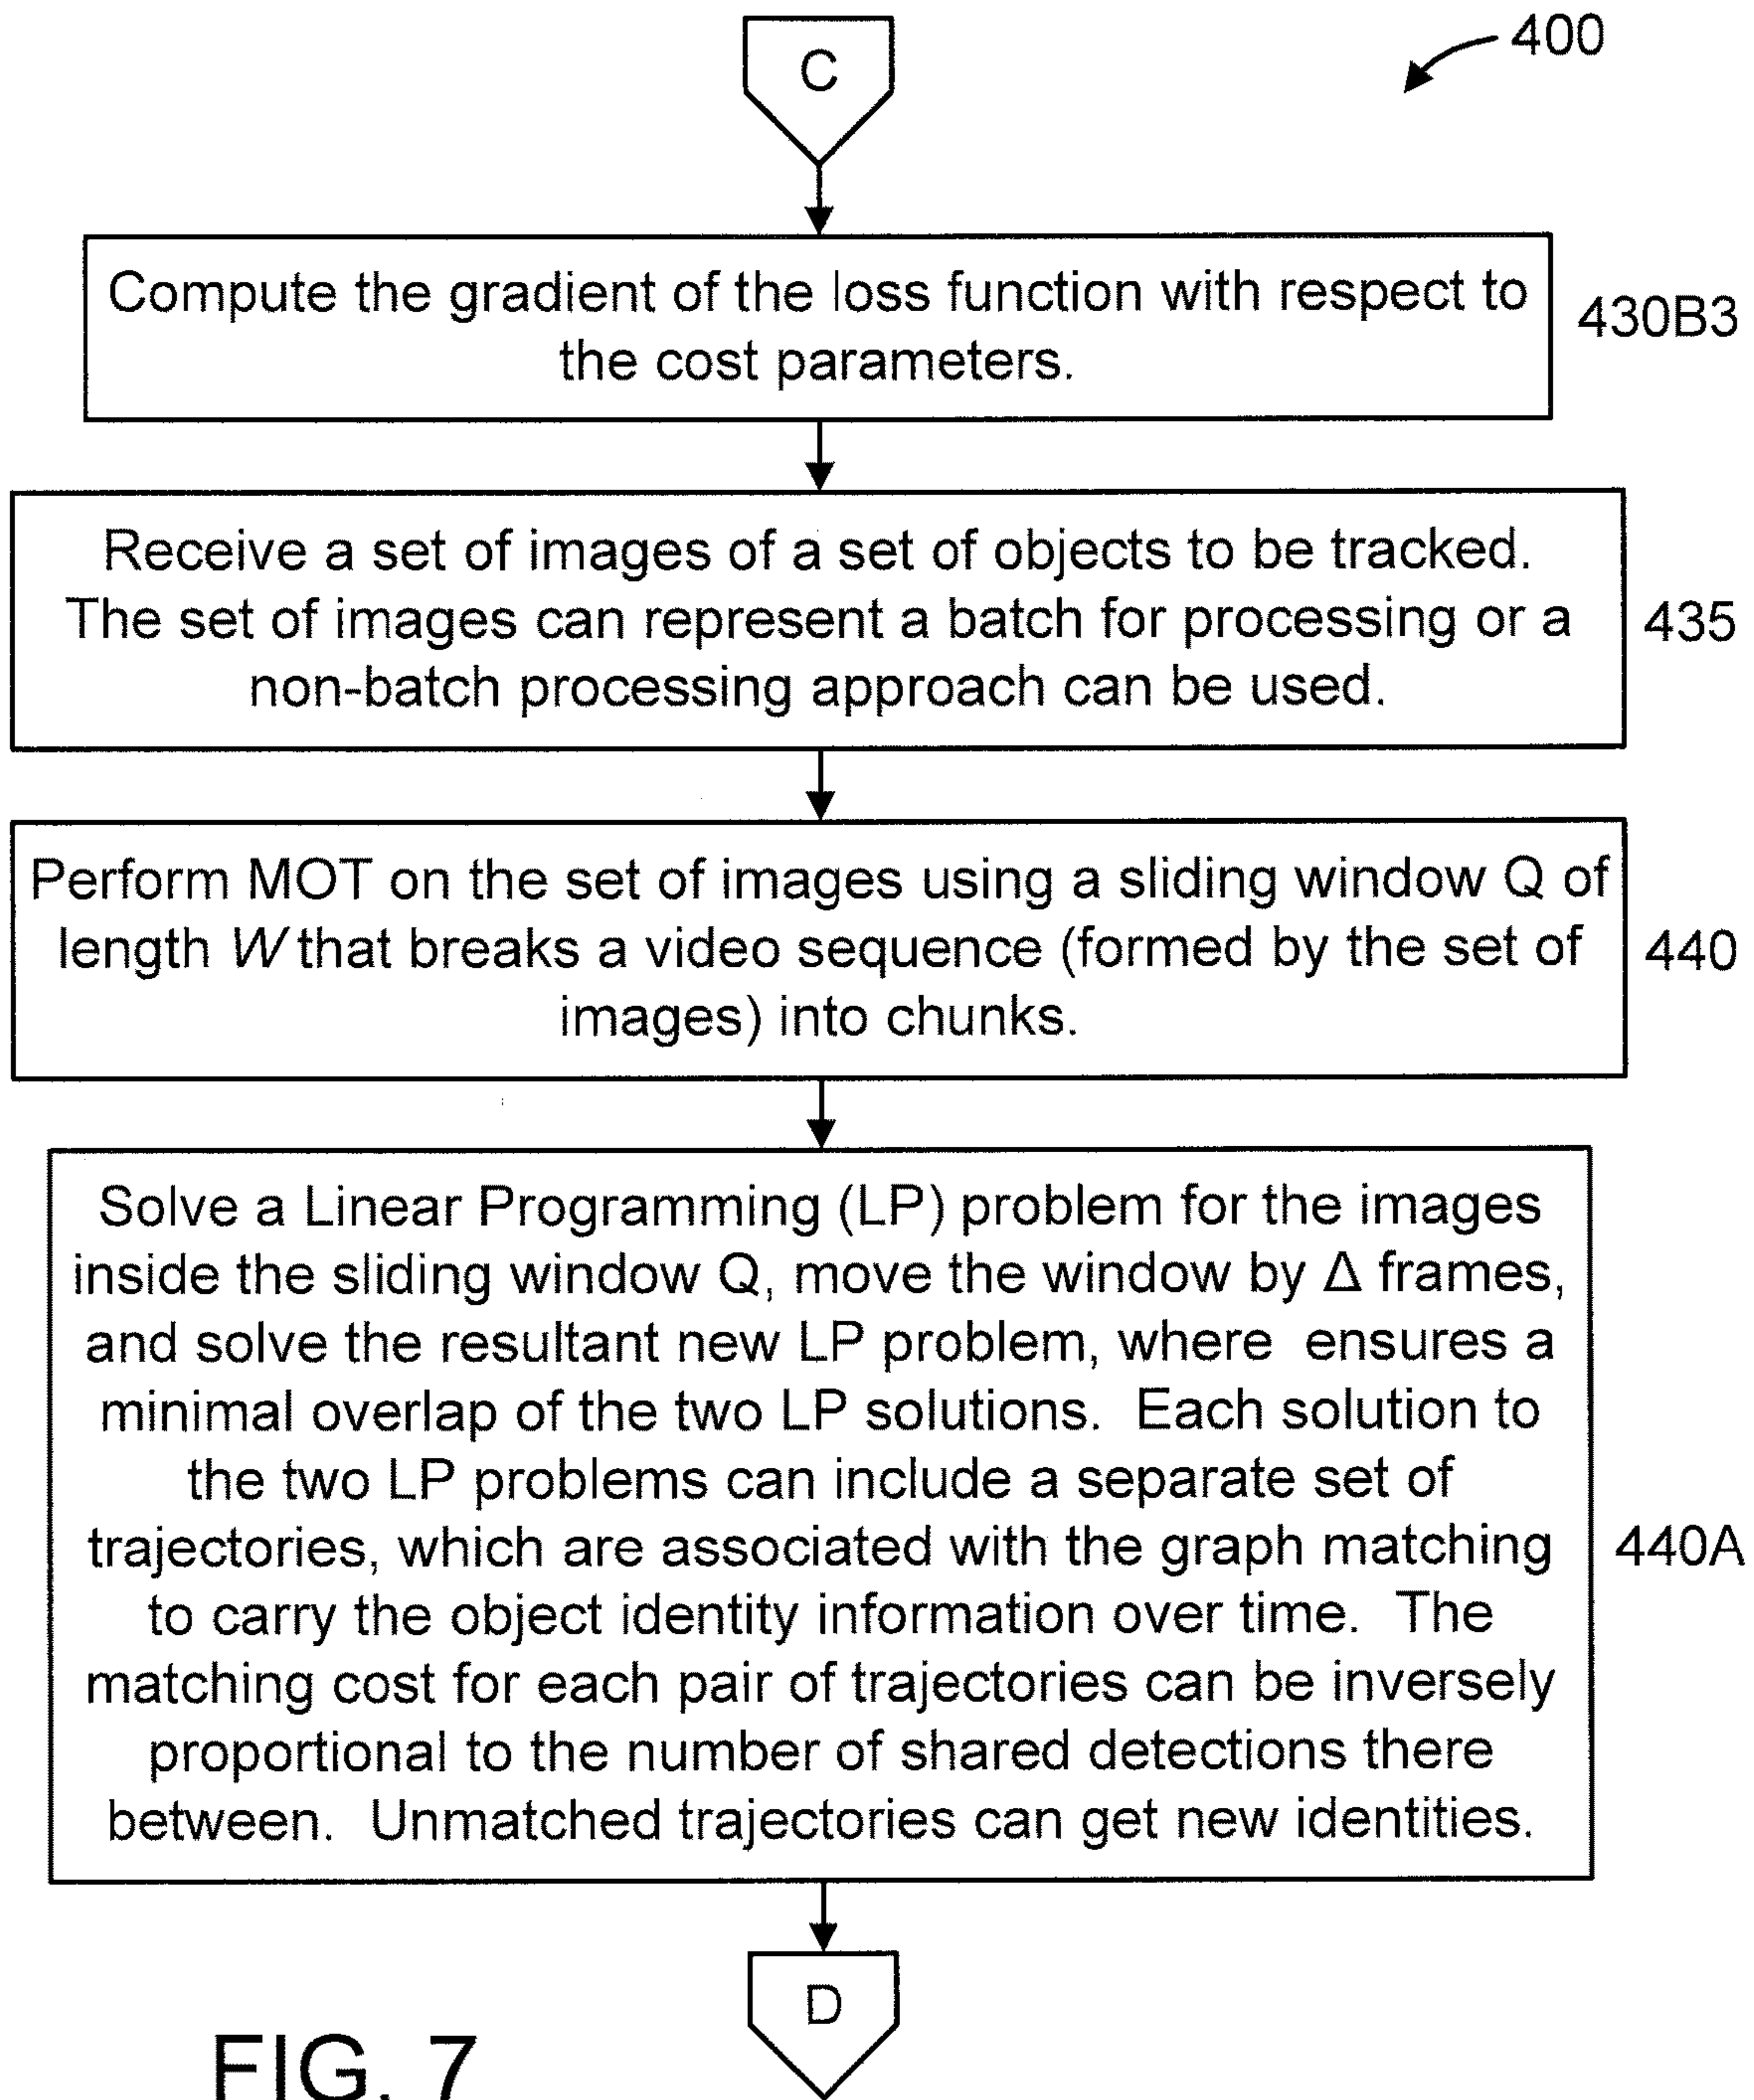 C
400
Compute the gradient of the loss function with respect to
the cost parameters.
430B3
Receive a set of images of a set of objects to be tracked.
The set of images can represent a batch for processing or a
non-batch processing approach can be used.
435
Perform MOT on the set of images using a sliding window Q of
length W that breaks a video sequence (formed by the set of
images) into chunks.
440
Solve a Linear Programming (LP) problem for the images
inside the sliding window Q, move the window by Δ frames,
and solve the resultant new LP problem, where ensures a
minimal overlap of the two LP solutions. Each solution to
the two LP problems can include a separate set of
trajectories, which are associated with the graph matching
to carry the object identity information over time. The
matching cost for each pair of trajectories can be inversely
proportional to the number of shared detections there
between. Unmatched trajectories can get new identities.
440A
D
FIG. 7